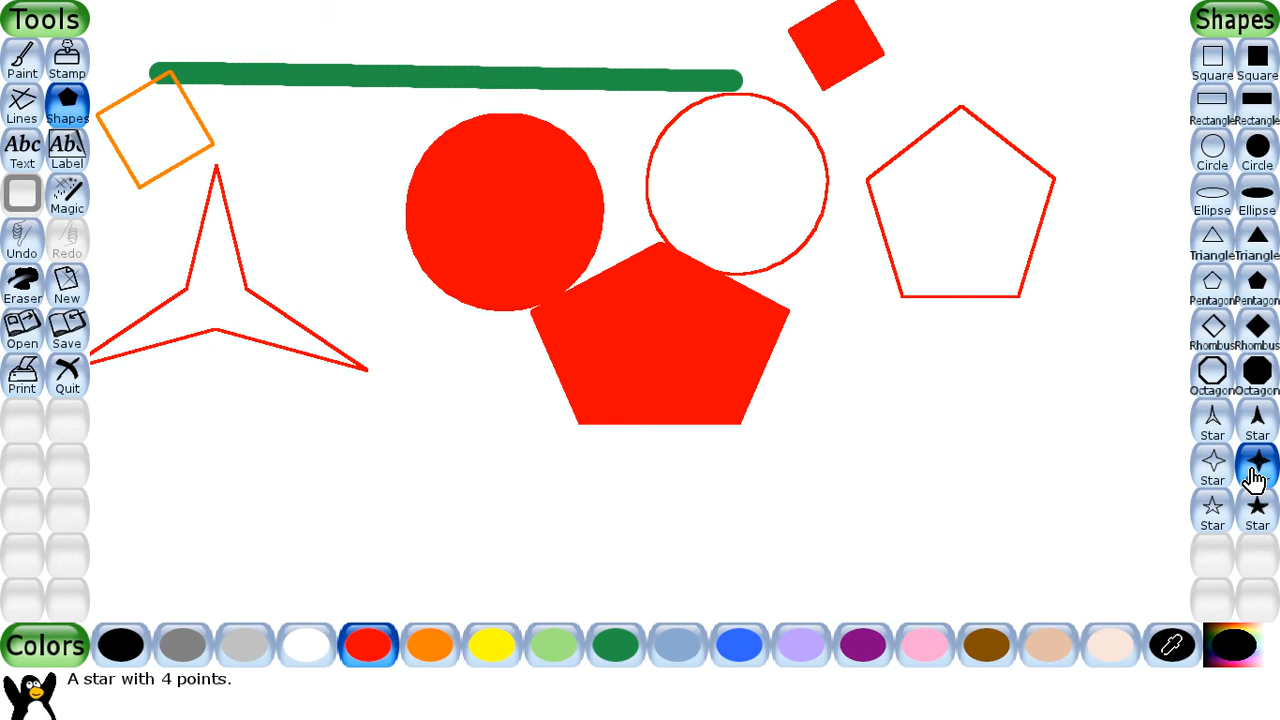 Tools
Shapes
Paint
Stamp
Lines
Shapes
Abc
Text
Abc
Label
Magic
Undo
Redo
Eraser
New
Open
Save
Print
Quit
Square
Square
Rectangle
Rectangle
Circle
Circle
Ellipse
Ellipse
Triangle
Triangle
Pentagon
Pentagon
Rhombus
Rhombus
Octagon
Octagon
Star
Star
Star
Star
Star
Colors
A star with 4 points.